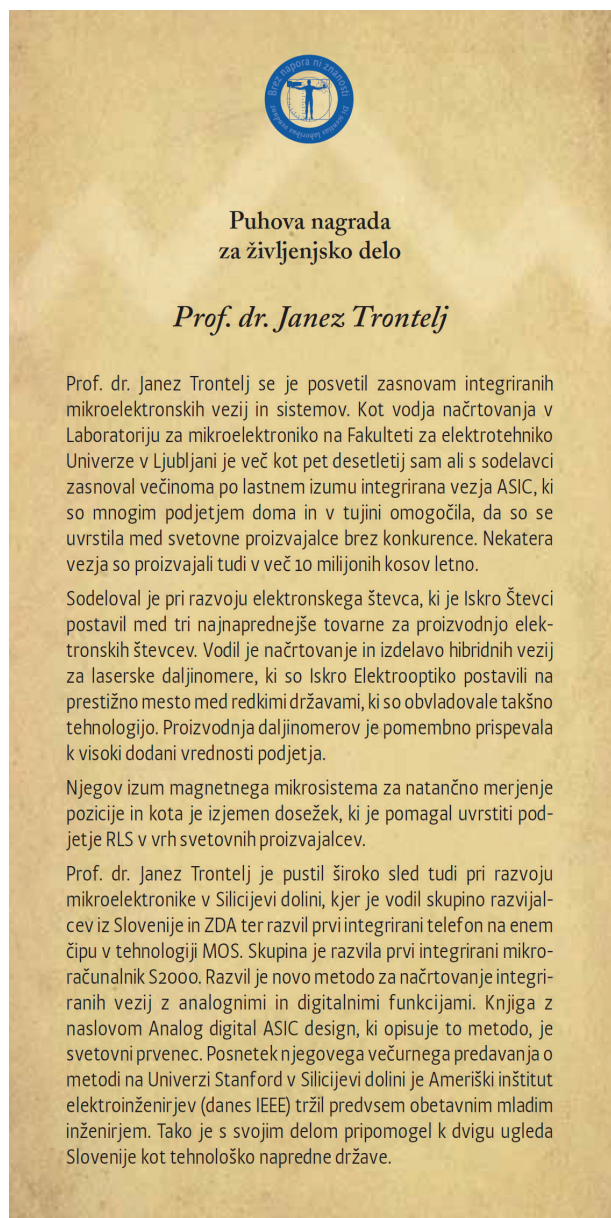 Brez napora ni znanosti
Di scientias laboribus vendunt
Puhova nagrada
za življenjsko delo
Prof. dr. Janez Trontelj
Prof. dr. Janez Trontelj se je posvetil zasnovam integriranih
mikroelektronskih vezij in sistemov. Kot vodja načrtovanja v
Laboratoriju za mikroelektroniko na Fakulteti za elektrotehniko
Univerze v Ljubljani je več kot pet desetletij sam ali s sodelavci
zasnoval večinoma po lastnem izumu integrirana vezja ASIC, ki
so mnogim podjetjem doma in v tujini omogočila, da so se
uvrstila med svetovne proizvajalce brez konkurence. Nekatera
vezja so proizvajali tudi v več 10 milijonih kosov letno.
Sodeloval je pri razvoju elektronskega števca, ki je Iskro Števci
postavil med tri najnaprednejše tovarne za proizvodnjo elek-
tronskih števcev. Vodil je načrtovanje in izdelavo hibridnih vezij
za laserske daljinomere, ki so Iskro Elektrooptiko postavili na
prestižno mesto med redkimi državami, ki so obvladovale takšno
tehnologijo. Proizvodnja daljinomerov je pomembno prispevala
k visoki dodani vrednosti podjetja.
Njegov izum magnetnega mikrosistema za natančno merjenje
pozicije in kota je izjemen dosežek, ki je pomagal uvrstiti pod-
jetje RLS v vrh svetovnih proizvajalcev.
Prof. dr. Janez Trontelj je pustil široko sled tudi pri razvoju
mikroelektronike v Silicijevi dolini, kjer je vodil skupino razvijal-
cev iz Slovenije in ZDA ter razvil prvi integrirani telefon na enem
čipu v tehnologiji MOS. Skupina je razvila prvi integrirani mikro-
računalnik S2000. Razvil je novo metodo za načrtovanje integri-
ranih vezij z analognimi in digitalnimi funkcijami. Knjiga z
naslovom Analog digital ASIC design, ki opisuje to metodo, je
svetovni prvenec. Posnetek njegovega večurnega predavanja o
metodi na Univerzi Stanford v Silicijevi dolini je Ameriški inštitut
elektroinženirjev (danes IEEE) tržil predvsem obetavnim mladim
inženirjem. Tako je s svojim delom pripomogel k dvigu ugleda
Slovenije kot tehnološko napredne države.